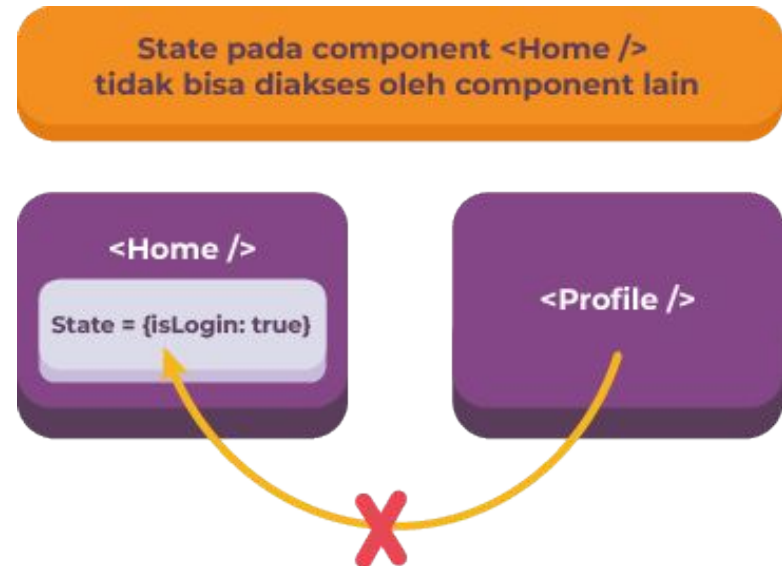 State pada component <Home />
tidak bisa diakses oleh component lain
<Home />
State = {isLogin: true}
<Profile />